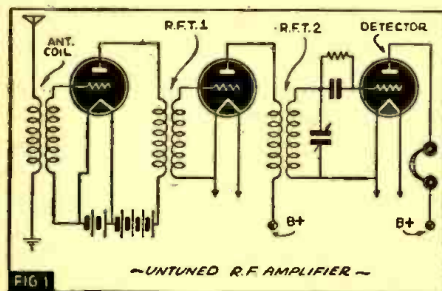 ANT. COIL
R.F.T. 1
R.F.T. 2
DETECTOR
B+
B+
FIG 1
~UNTUNED R.F. AMPLIFIER~